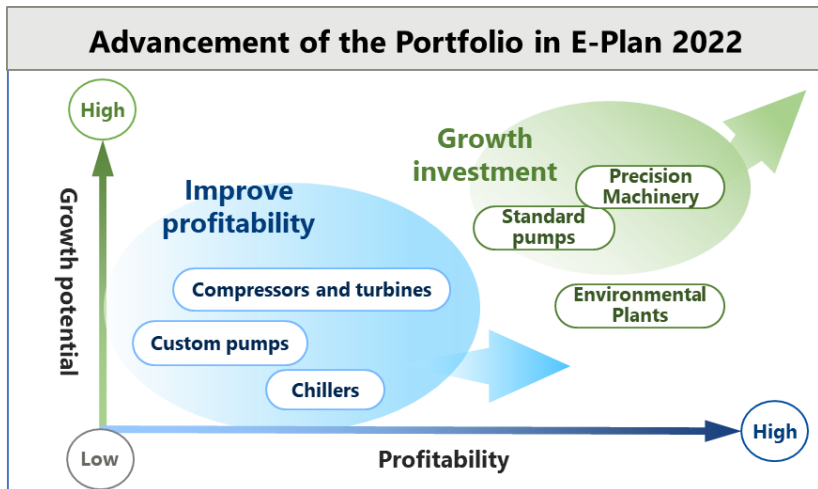 Advancement of the Portfolio in E-Plan 2022
High
Growth
investment
Precision
Machinery
Improve
profitability
Standard
pumps
Growth potential
Compressors and turbines
Environmental
Plants
Custom pumps
Chillers
Low
Profitability
High